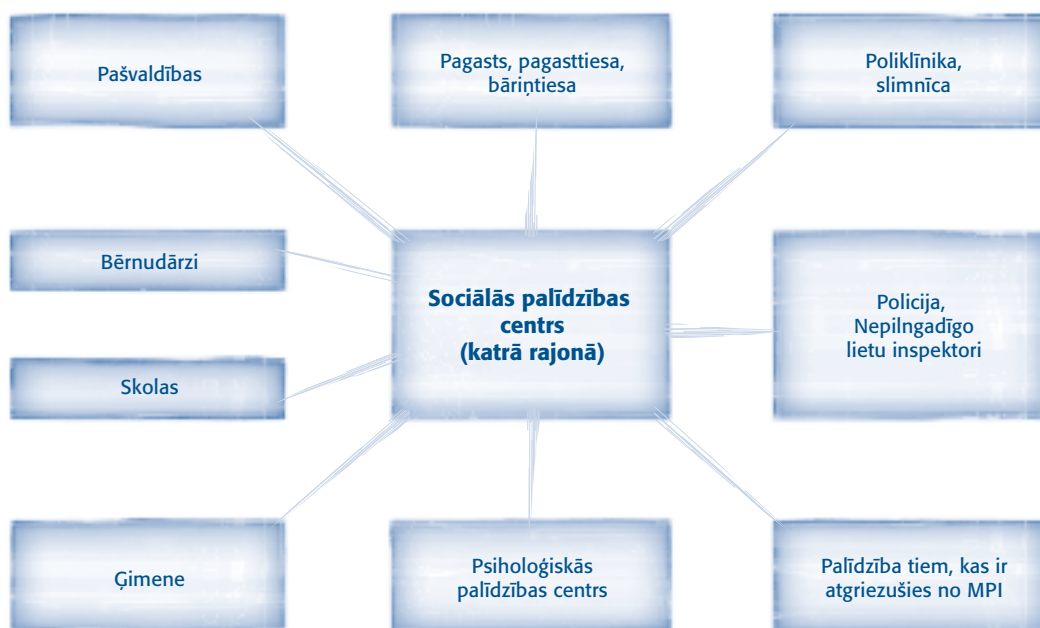 Pašvaldības
Pagasts, pagasttiesa,
bāriņtiesa
Poliklīnika,
slimnīca
Bērnudārzi
Sociālās palīdzības
centrs
(katrā rajonā)
Policija,
Nepilngadīgo
lietu inspektori
Skolas
Ģimene
Psiholoģiskās
palīdzības centrs
Palīdzība tiem, kas ir
atgriezušies no MPI